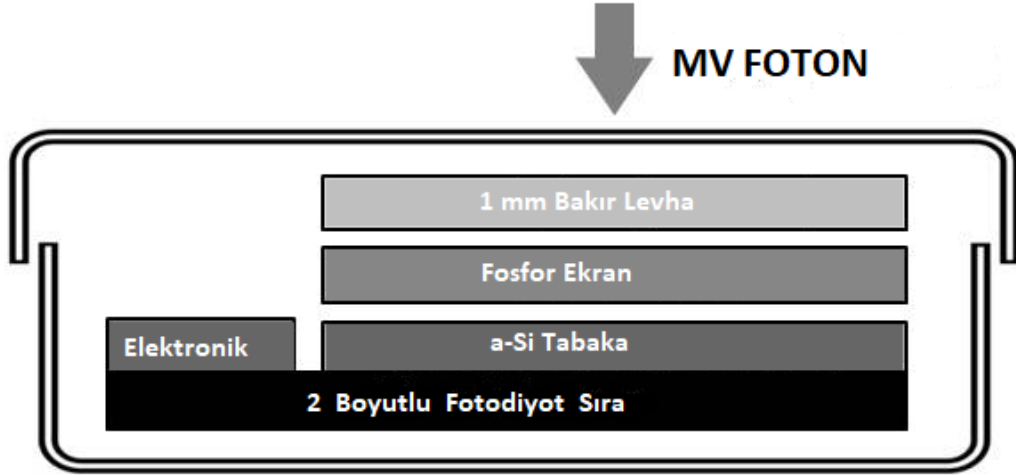 MV FOTON
1 mm Bakır Levha
Fosfor Ekran
Elektronik
a-Si Tabaka
2 Boyutlu Fotodiyot Sıra